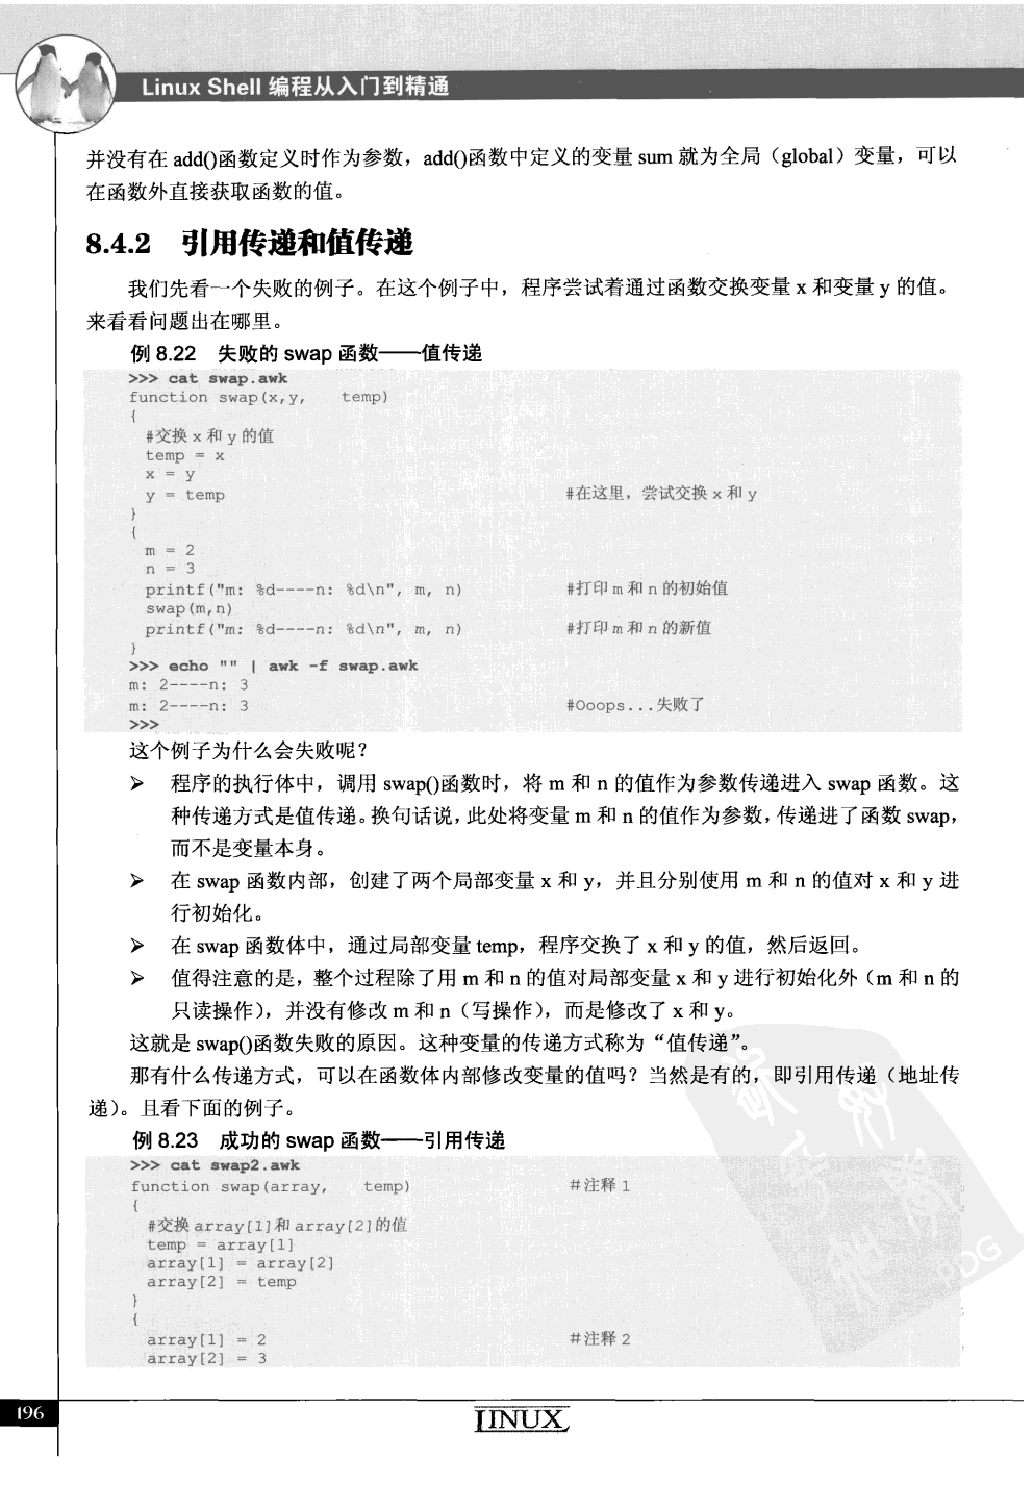 Linux Shell 编程从入门到精通
并没有在 add()函数定义时作为参数，add()函数中定义的变量 sum 就为全局（global）变量，可以
在函数外直接获取函数的值。
8.4.2 引用传递和值传递
我们先看一个失败的例子。在这个例子中，程序尝试着通过函数交换变量 x 和变量 y 的值。
来看看问题出在哪里。
例 8.22 失败的 swap 函数——值传递
>>> cat swap.awk
function swap(x,y, temp)
{
#交换 x 和 y 的值
temp = x
x = y
y = temp #在这里，尝试交换 x 和 y
}
{
m = 2
n = 3
printf("m: %d----n: %d\n", m, n) #打印 m 和 n 的初始值
swap(m,n)
printf("m: %d----n: %d\n", m, n) #打印 m 和 n 的新值
}
>>> echo "" | awk -f swap.awk
m: 2----n: 3
m: 2----n: 3 #Ooops...失败了
>>>
这个例子为什么会失败呢？
➢ 程序的执行体中，调用 swap()函数时，将 m 和 n 的值作为参数传递进入 swap 函数。这
种传递方式是值传递。换句话说，此处将变量 m 和 n 的值作为参数，传递进了函数 swap，
而不是变量本身。
➢ 在 swap 函数内部，创建了两个局部变量 x 和 y，并且分别使用 m 和 n 的值对 x 和 y 进
行初始化。
➢ 在 swap 函数体中，通过局部变量 temp，程序交换了 x 和 y 的值，然后返回。
➢ 值得注意的是，整个过程除了用 m 和 n 的值对局部变量 x 和 y 进行初始化外（m 和 n 的
只读操作），并没有修改 m 和 n（写操作），而是修改了 x 和 y。
这就是 swap()函数失败的原因。这种变量的传递方式称为“值传递”。
那有什么传递方式，可以在函数体内部修改变量的值吗？当然是有的，即引用传递（地址传
递）。且看下面的例子。
例 8.23 成功的 swap 函数——引用传递
>>> cat swap2.awk
function swap(array, temp) #注释 1
{
#交换 array[1]和 array[2]的值
temp = array[1]
array[1] = array[2]
array[2] = temp
}
{
array[1] = 2 #注释 2
array[2] = 3
PDG
196
LINUX